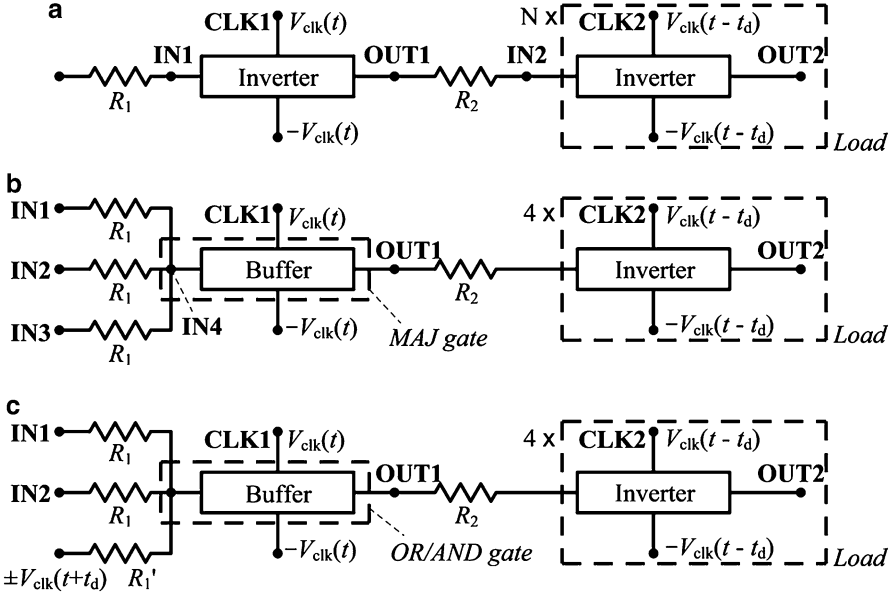 a
N x
CLK1 Vclk(t)
CLK2 Vclk(t - td)
IN1
OUT1
IN2
OUT2
Inverter
Inverter
R1
R2
−Vclk(t)
−Vclk(t - td)
Load
b
IN1
CLK1 Vclk(t)
4 x
CLK2 Vclk(t - td)
R1
OUT1
OUT2
IN2
Buffer
Inverter
R1
R2
IN3
IN4
−Vclk(t)
MAJ gate
−Vclk(t - td)
Load
R1
c
IN1
CLK1 Vclk(t)
4 x
CLK2 Vclk(t - td)
R1
OUT1
OUT2
IN2
Buffer
Inverter
R1
R2
−Vclk(t)
OR/AND gate
−Vclk(t - td)
Load
±Vclk(t+td) R1'